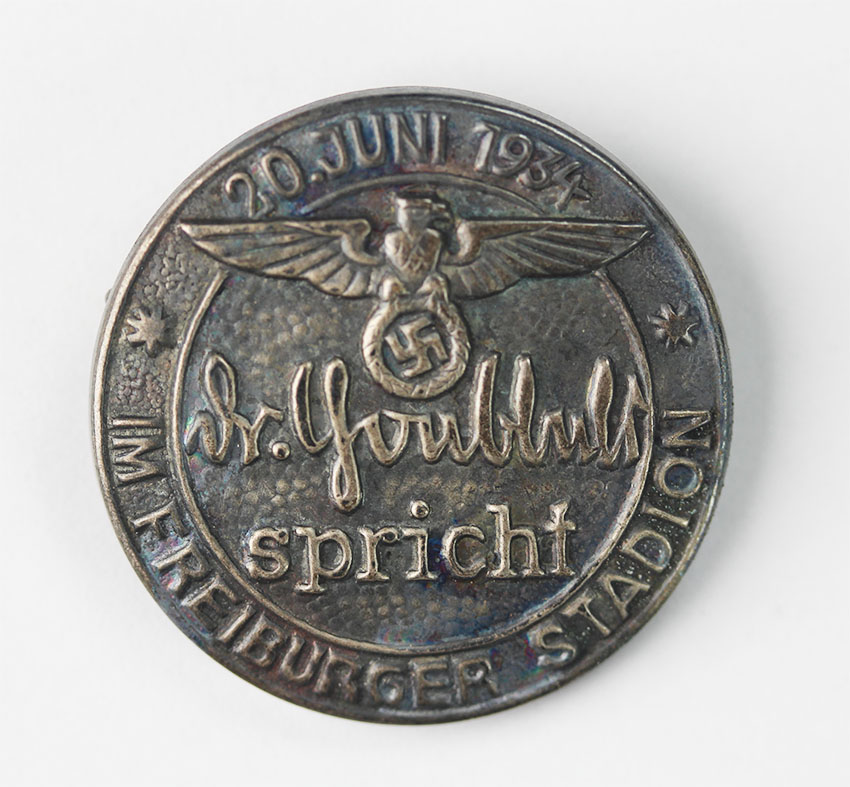 20. JUNI 1934
Dr. Goebbels
spricht
* IM FREIBURGER STADION *